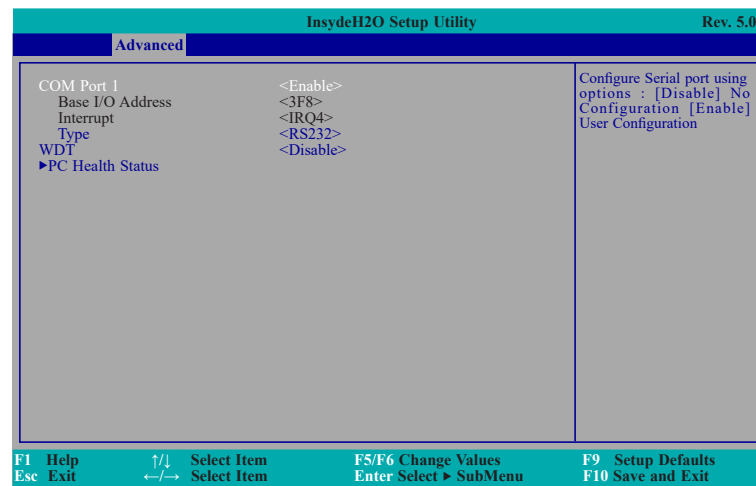 InsydeH2O Setup Utility Rev. 5.0
Advanced
COM Port 1 <Enable>
Base I/O Address <3F8>
Interrupt <IRQ4>
Type <RS232>
WDT <Disable>
▶PC Health Status
Configure Serial port using
options : [Disable] No
Configuration [Enable]
User Configuration
F1 Help ↑/↓ Select Item F5/F6 Change Values F9 Setup Defaults
Esc Exit ←/→ Select Item Enter Select ▶ SubMenu F10 Save and Exit